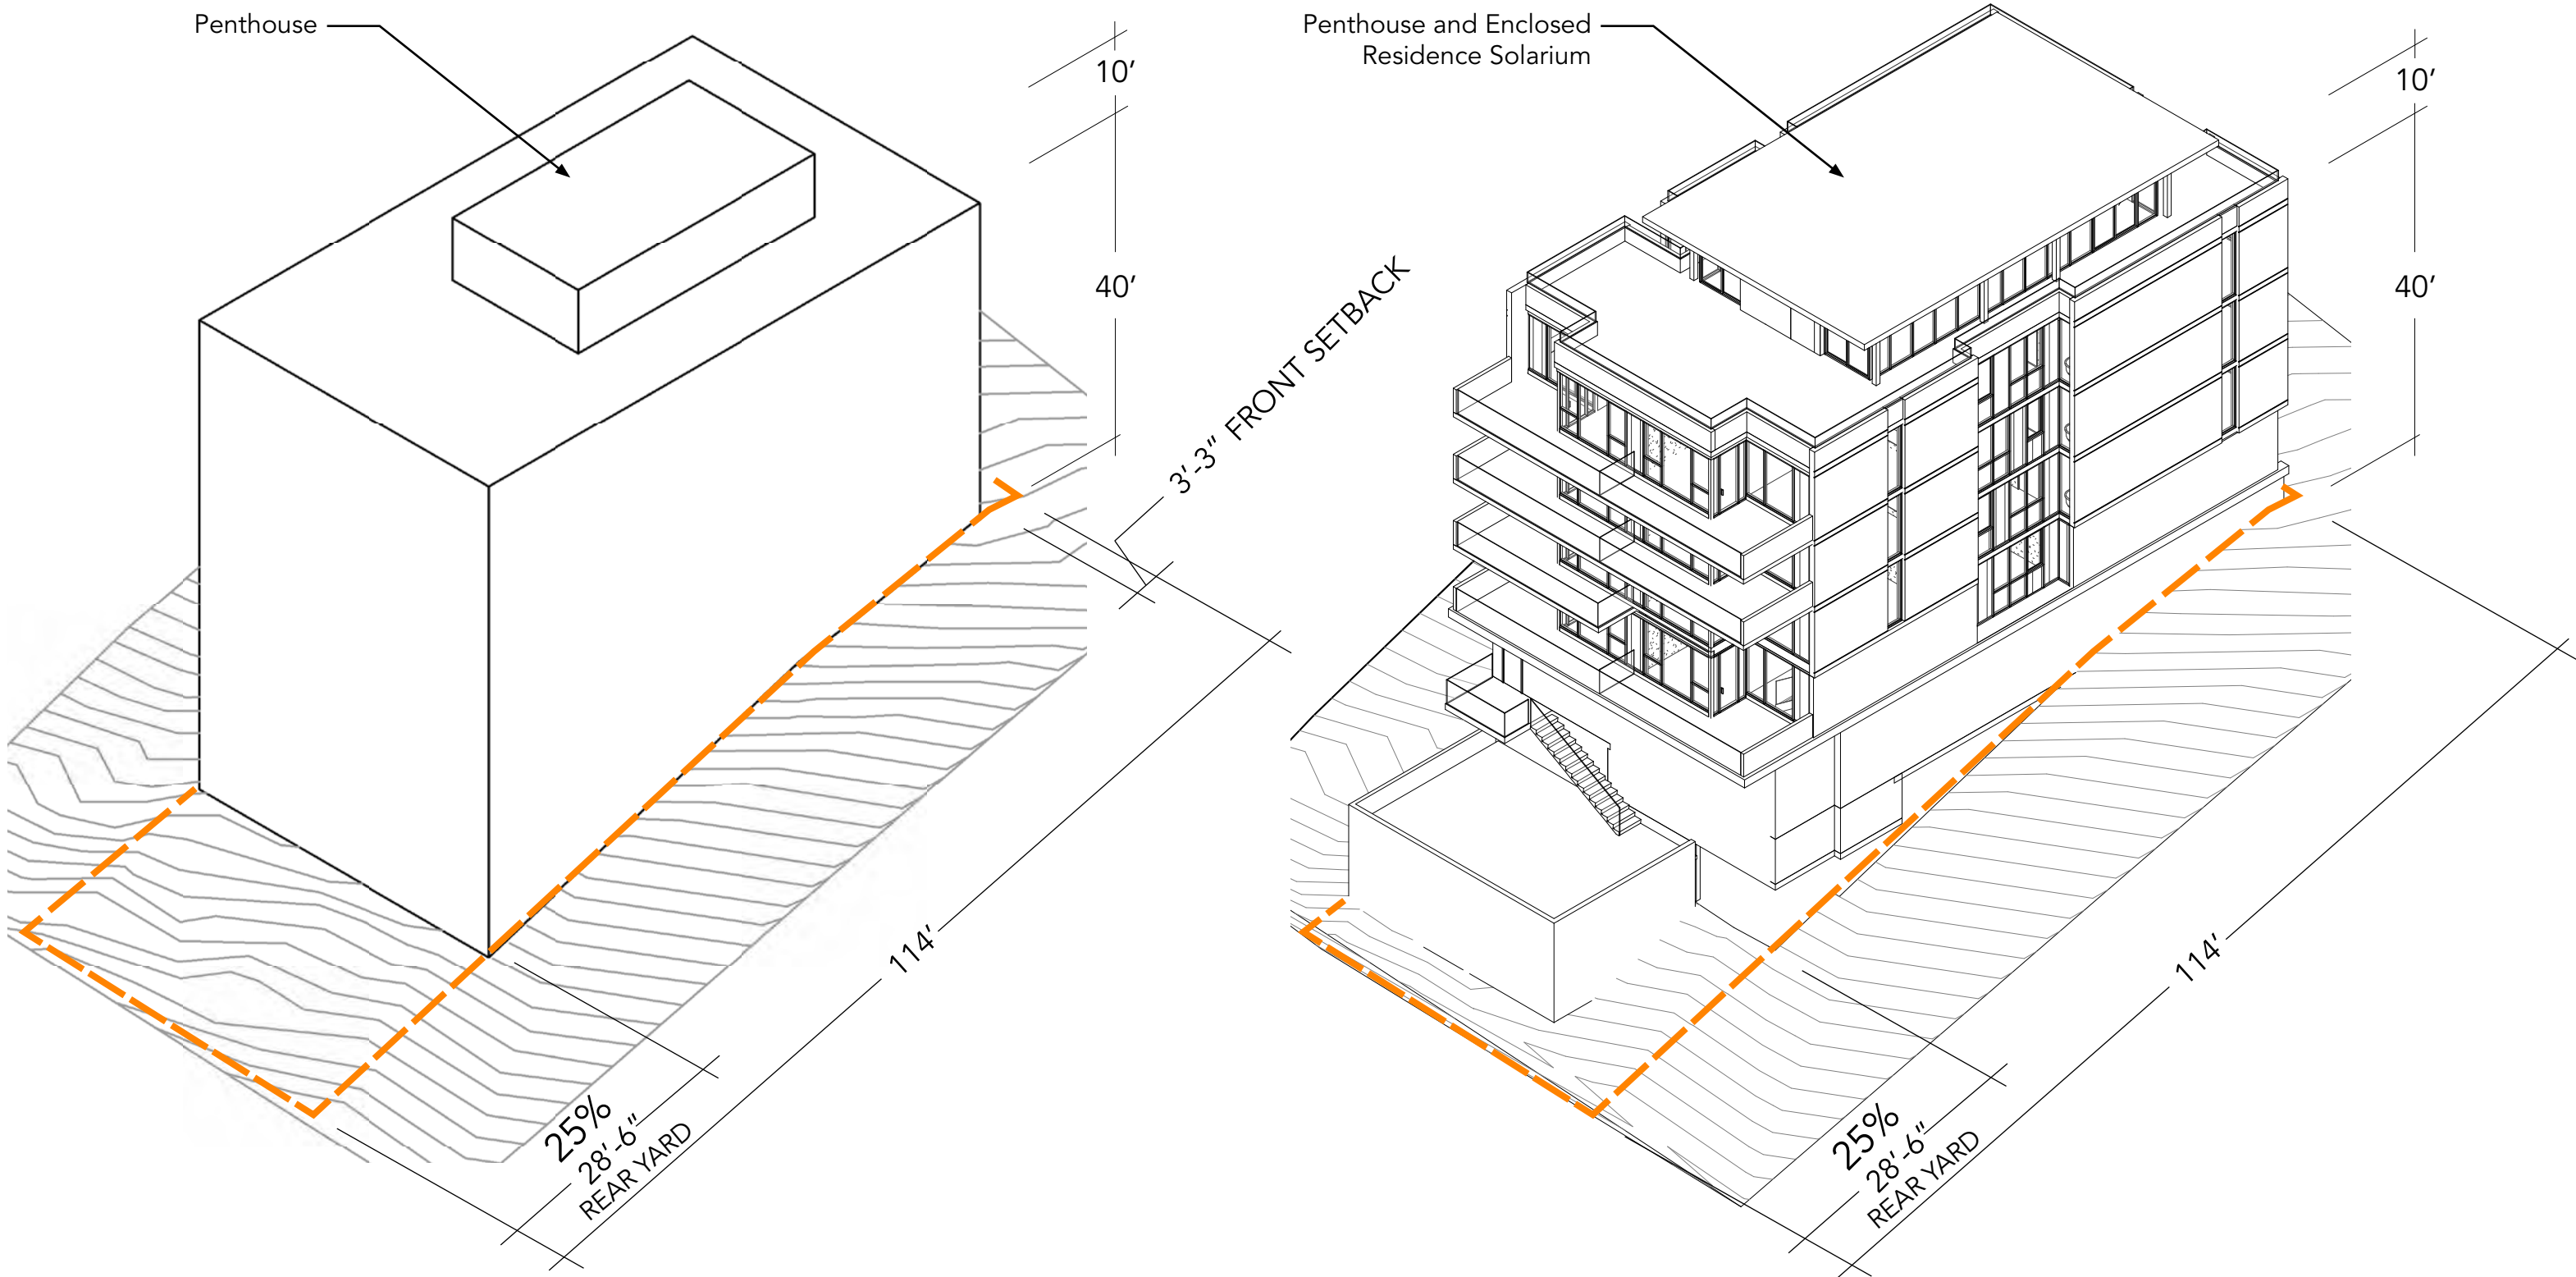 Penthouse
10’
40’
3’-3” FRONT SETBACK
114’
25%
28’-6”
REAR YARD
Penthouse and Enclosed
Residence Solarium
10’
40’
114’
25%
28’-6”
REAR YARD